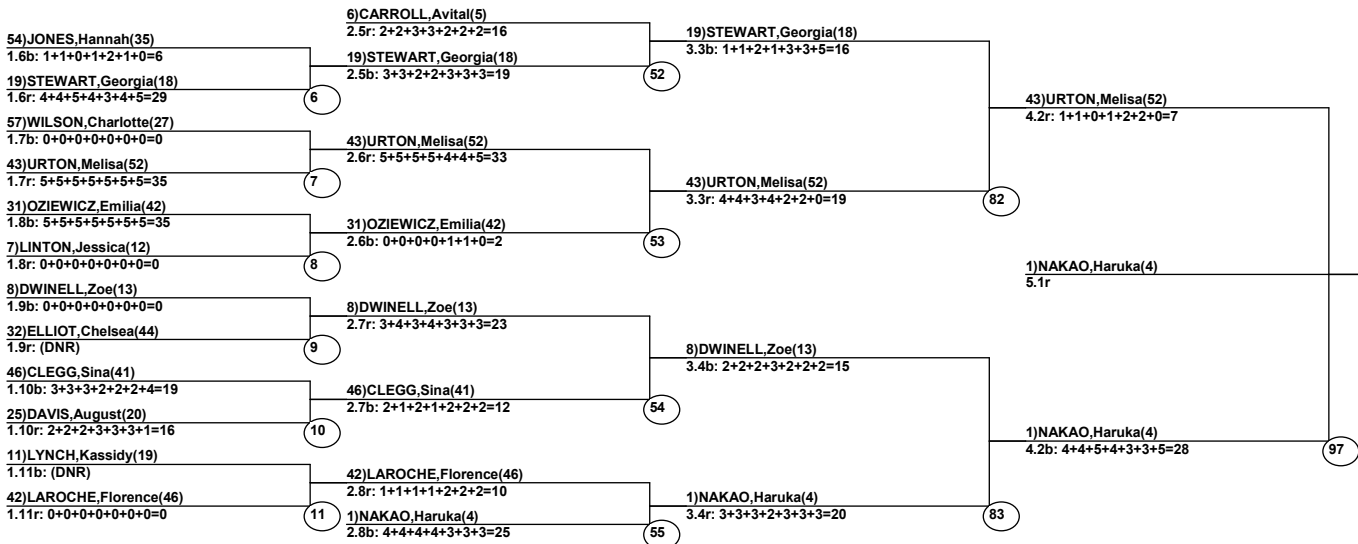 54)JONES,Hannah(35)
1.6b: 1+1+0+1+2+1+0=6
19)STEWART,Georgia(18)
1.6r: 4+4+5+4+3+4+5=29
6
57)WILSON,Charlotte(27)
1.7b: 0+0+0+0+0+0+0=0
43)URTON,Melisa(52)
1.7r: 5+5+5+5+5+5+5=35
7
31)OZIEWICZ,Emilia(42)
1.8b: 5+5+5+5+5+5+5=35
7)LINTON,Jessica(12)
1.8r: 0+0+0+0+0+0+0=0
8
8)DWINELL,Zoe(13)
1.9b: 0+0+0+0+0+0+0=0
32)ELLIOT,Chelsea(44)
1.9r: (DNR)
9
46)CLEGG,Sina(41)
1.10b: 3+3+3+2+2+2+4=19
25)DAVIS,August(20)
1.10r: 2+2+2+3+3+3+1=16
10
11)LYNCH,Kassidy(19)
1.11b: (DNR)
42)LAROCHE,Florence(46)
1.11r: 0+0+0+0+0+0+0=0
11
6)CARROLL,Avital(5)
2.5r: 2+2+3+3+2+2+2=16
19)STEWART,Georgia(18)
2.5b: 3+3+2+2+3+3+3=19
52
43)URTON,Melisa(52)
2.6r: 5+5+5+5+4+4+5=33
31)OZIEWICZ,Emilia(42)
2.6b: 0+0+0+0+1+1+0=2
53
8)DWINELL,Zoe(13)
2.7r: 3+4+3+4+3+3+3=23
46)CLEGG,Sina(41)
2.7b: 2+1+2+1+2+2+2=12
54
42)LAROCHE,Florence(46)
2.8r: 1+1+1+1+2+2+2=10
1)NAKAO,Haruka(4)
2.8b: 4+4+4+4+3+3+3=25
55
19)STEWART,Georgia(18)
3.3b: 1+1+2+1+3+3+5=16
43)URTON,Melisa(52)
3.3r: 4+4+3+4+2+2+0=19
82
8)DWINELL,Zoe(13)
3.4b: 2+2+2+3+2+2+2=15
1)NAKAO,Haruka(4)
3.4r: 3+3+3+2+3+3+3=20
83
43)URTON,Melisa(52)
4.2r: 1+1+0+1+2+2+0=7
1)NAKAO,Haruka(4)
5.1r
1)NAKAO,Haruka(4)
4.2b: 4+4+5+4+3+3+5=28
97